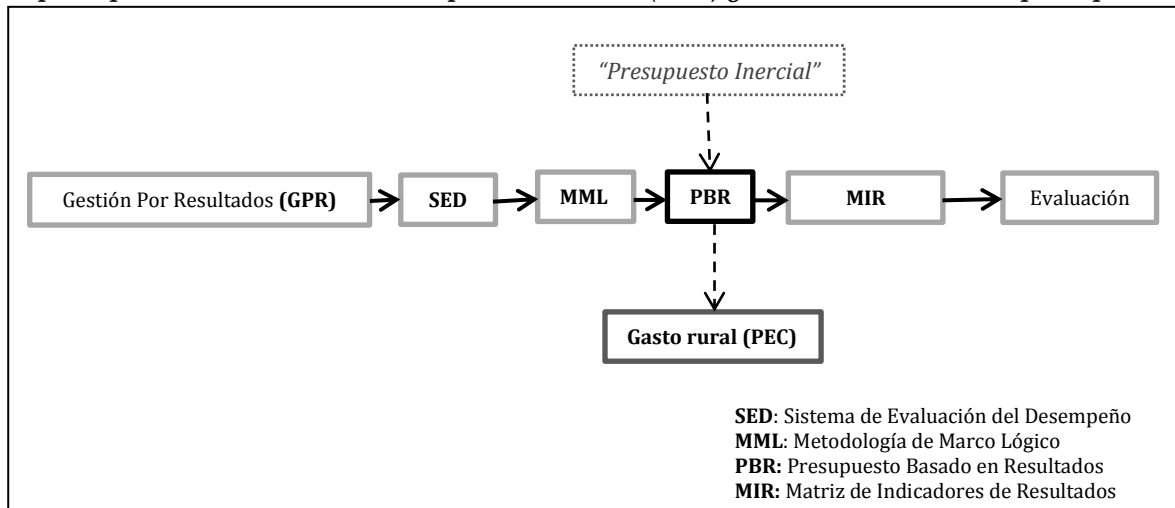 “Presupuesto Inercial”
Gestión Por Resultados (GPR)
SED
MML
PBR
MIR
Evaluación
Gasto rural (PEC)
SED: Sistema de Evaluación del Desempeño
MML: Metodología de Marco Lógico
PBR: Presupuesto Basado en Resultados
MIR: Matriz de Indicadores de Resultados